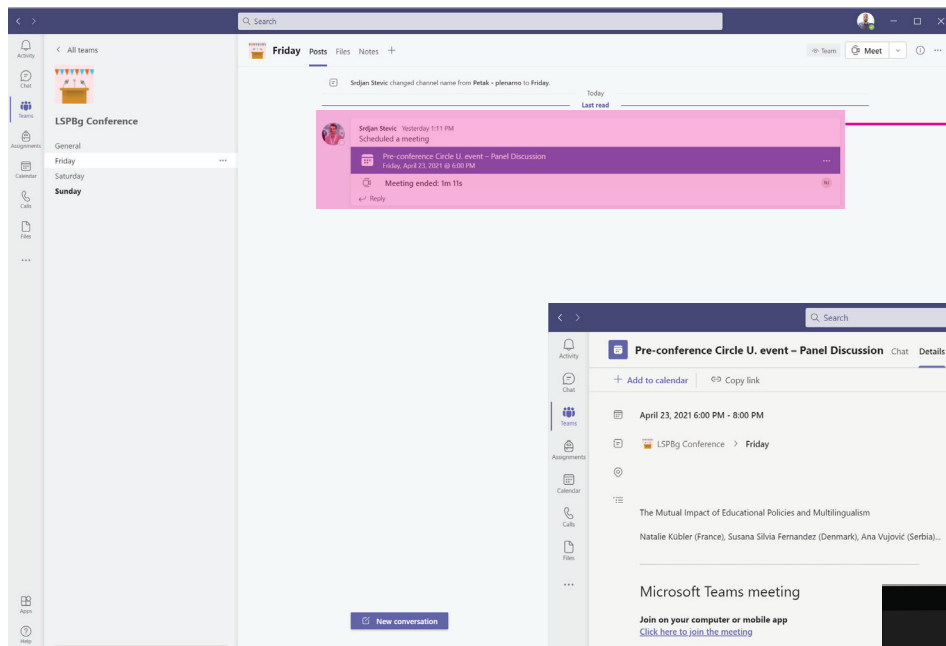 Search
Activity
Chat
Teams
Assignments
Calendar
Calls
Files
Apps
Help
All teams
LSPBg Conference
General
Friday
Saturday
Sunday
Friday Posts Files Notes
Team Meet
Srdjan Stevic changed channel name from Petak - plenarno to Friday.
Today
Last read
Srdjan Stevic Yesterday 1:11 PM
Scheduled a meeting
Pre-conference Circle U. event – Panel Discussion
Friday, April 23, 2021 @ 6:00 PM
Meeting ended: 1m 11s
Reply
New conversation
Search
Activity
Chat
Teams
Assignments
Calendar
Calls
Files
Pre-conference Circle U. event – Panel Discussion Chat Details
Add to calendar Copy link
April 23, 2021 6:00 PM - 8:00 PM
LSPBg Conference > Friday
The Mutual Impact of Educational Policies and Multilingualism
Natalie Kübler (France), Susana Silvia Fernandez (Denmark), Ana Vujović (Serbia)...
Microsoft Teams meeting
Join on your computer or mobile app
Click here to join the meeting